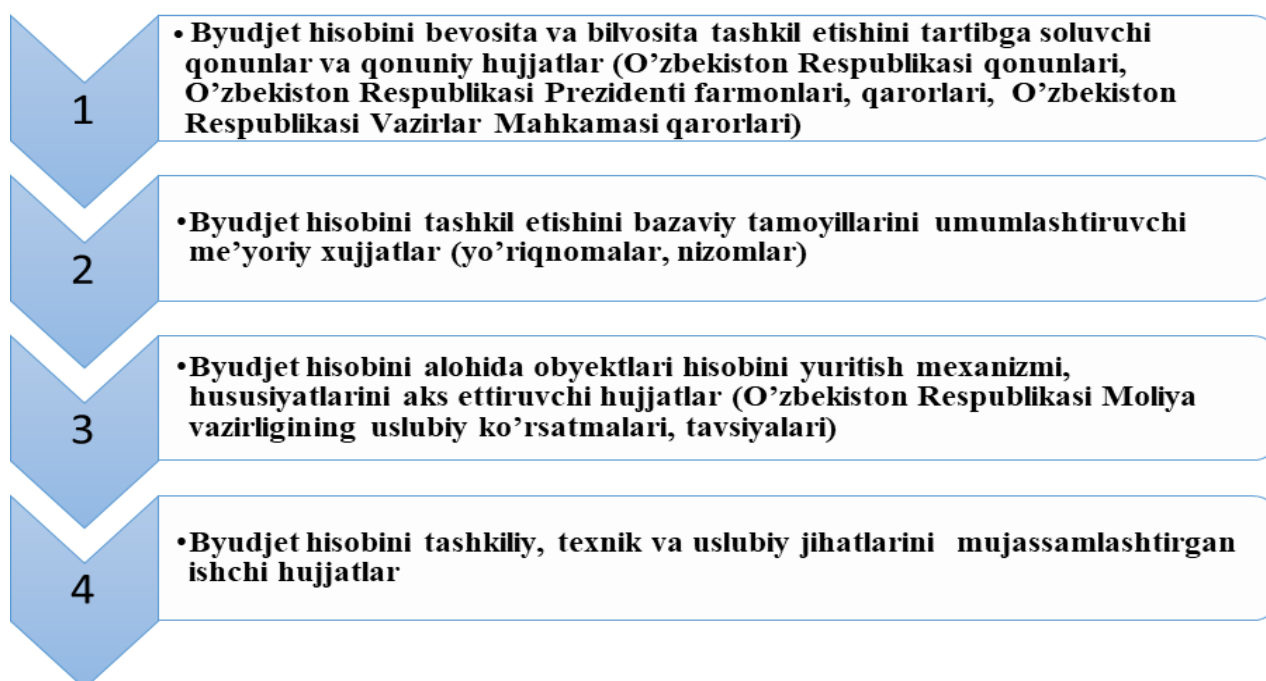 1
• Byudjet hisobini bevosita va bilvosita tashkil etishini tartibga soluvchi
qonunlar va qonuniy hujjatlar (O’zbekiston Respublikasi qonunlari,
O’zbekiston Respublikasi Prezidenti farmonlari, qarorlari, O’zbekiston
Respublikasi Vazirlar Mahkamasi qarorlari)
2
•Byudjet hisobini tashkil etishini bazaviy tamoyillarini umumlashtiruvchi
me’yoriy xujjatlar (yo’riqnomalar, nizomlar)
3
•Byudjet hisobini alohida obyektlari hisobini yuritish mexanizmi,
hususiyatlarini aks ettiruvchi hujjatlar (O’zbekiston Respublikasi Moliya
vazirligining uslubiy ko’rsatmalari, tavsiyalari)
4
•Byudjet hisobini tashkiliy, texnik va uslubiy jihatlarini mujassamlashtirgan
ishchi hujjatlar